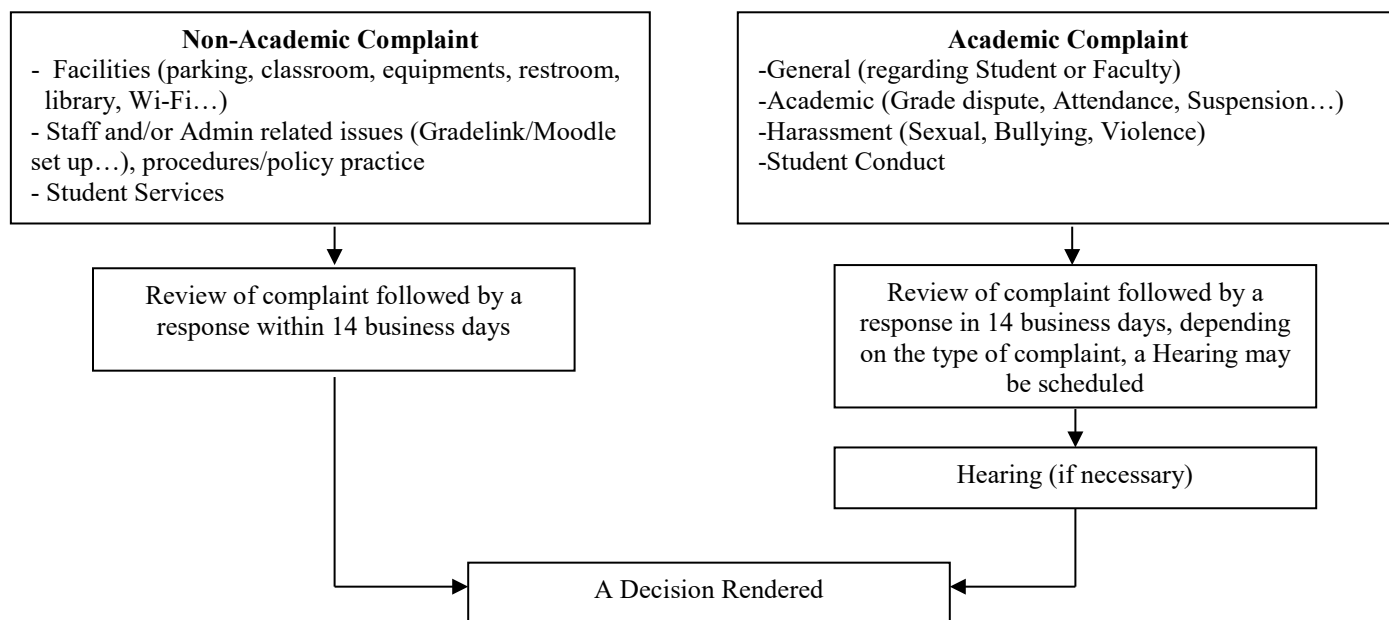 Non-Academic Complaint
- Facilities (parking, classroom, equipments, restroom,
library, Wi-Fi…)
- Staff and/or Admin related issues (Gradelink/Moodle
set up…), procedures/policy practice
- Student Services
Academic Complaint
-General (regarding Student or Faculty)
-Academic (Grade dispute, Attendance, Suspension…)
-Harassment (Sexual, Bullying, Violence)
-Student Conduct
Review of complaint followed by a
response within 14 business days
Review of complaint followed by a
response in 14 business days, depending
on the type of complaint, a Hearing may
be scheduled
Hearing (if necessary)
A Decision Rendered